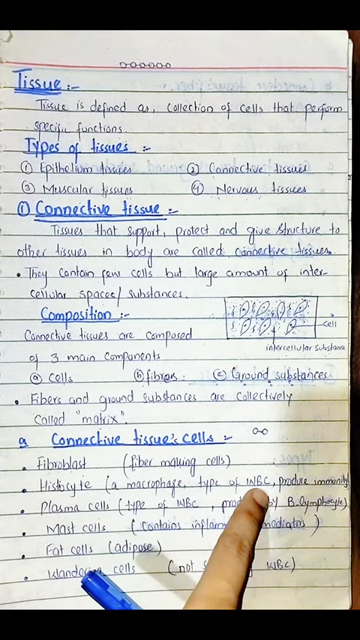 Tissue :-
Tissue is defined as, collection of cells that perform
specific functions.
Types of tissues :-
① Epithelium tissues ② Connective tissues
③ Muscular tissues ④ Nervous tissues
① Connective tissue :-
Tissues that support, protect and give structure to
other tissues in body are called connective tissues.
• They contain few cells but large amount of inter-
cellular spaces/ substances.
Composition :-
Connective tissues are composed
of 3 main components
cell
intercellular substance
ⓐ cells ⓑ fibers ⓒ Ground substances
• Fibers and ground substances are collectively
called "matrix"
a Connective tissue's cells :-
• Fibroblast (fiber making cells)
• Histocyte (a macrophage, type of WBC, produce immunity)
• Plasma cells (type of WBC, by B.lymphocyte)
• Mast cells (Contains )
• Fat cells (adipose)
• cells (not WBC)